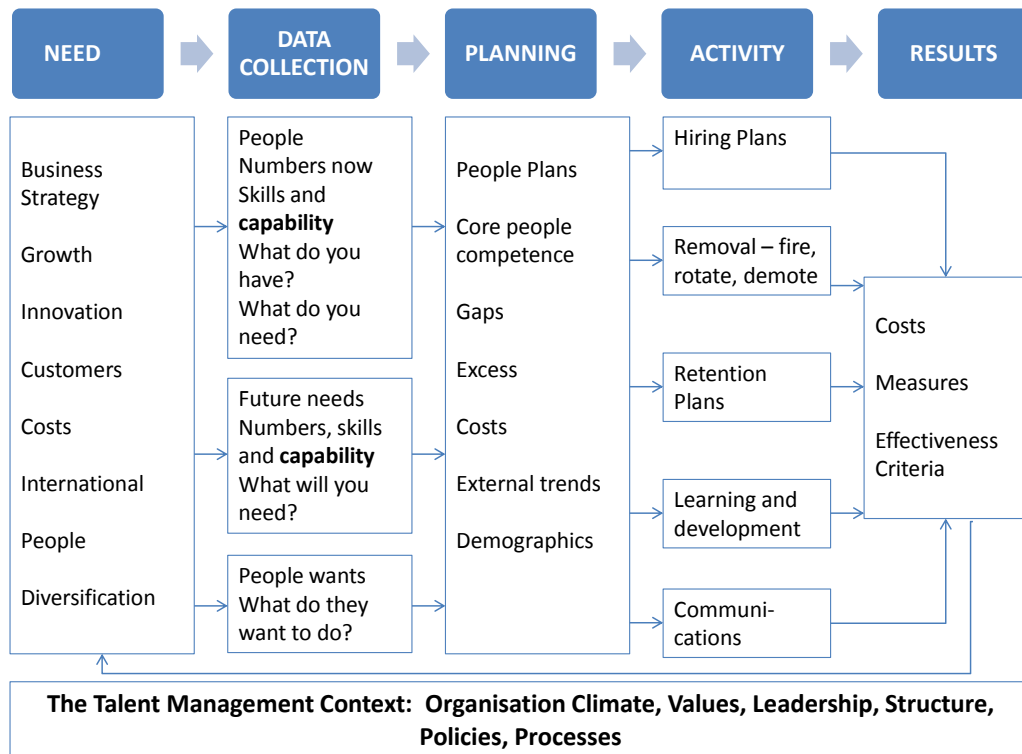 NEED
DATA
COLLECTION
PLANNING
ACTIVITY
RESULTS
Business
Strategy
Growth
Innovation
Customers
Costs
International
People
Diversification
People
Numbers now
Skills and
capability
What do you
have?
What do you
need?
Future needs
Numbers, skills
and capability
What will you
need?
People wants
What do they
want to do?
People Plans
Core people
competence
Gaps
Excess
Costs
External trends
Demographics
Hiring Plans
Removal – fire,
rotate, demote
Retention
Plans
Learning and
development
Communi-
cations
Costs
Measures
Effectiveness
Criteria
The Talent Management Context: Organisation Climate, Values, Leadership, Structure,
Policies, Processes